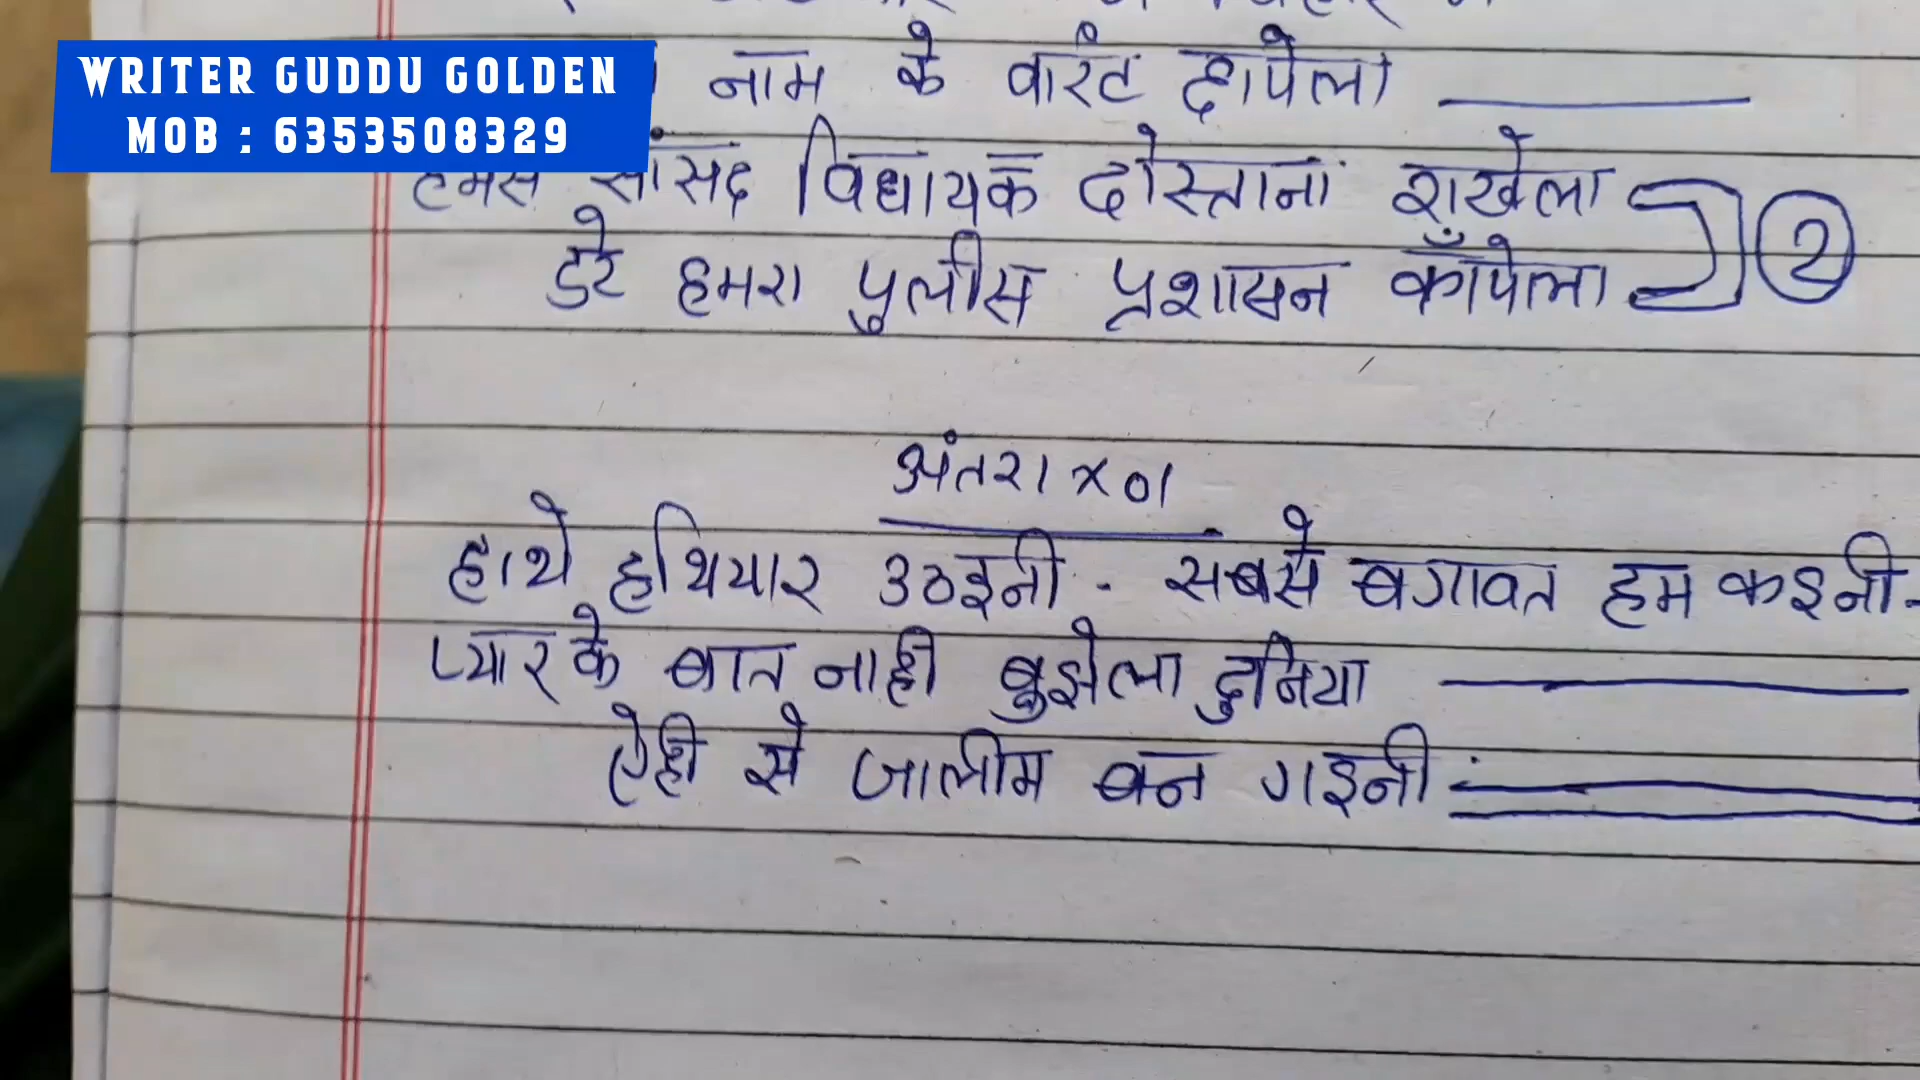 WRITER GUDDU GOLDEN
MOB : 6353508329
नाम के वारंट छापेला
हमसे सांसद विधायक दोस्ताना राखेला
डरे हमरा पुलीस प्रशासन काँपेला 2
अंतरा x 01
हाथे हथियार उठइनी - सबसे बगावत हम कइनी -
प्यार के बात नाही बुझेला दुनिया
ऐही से जालीम बन गइनी